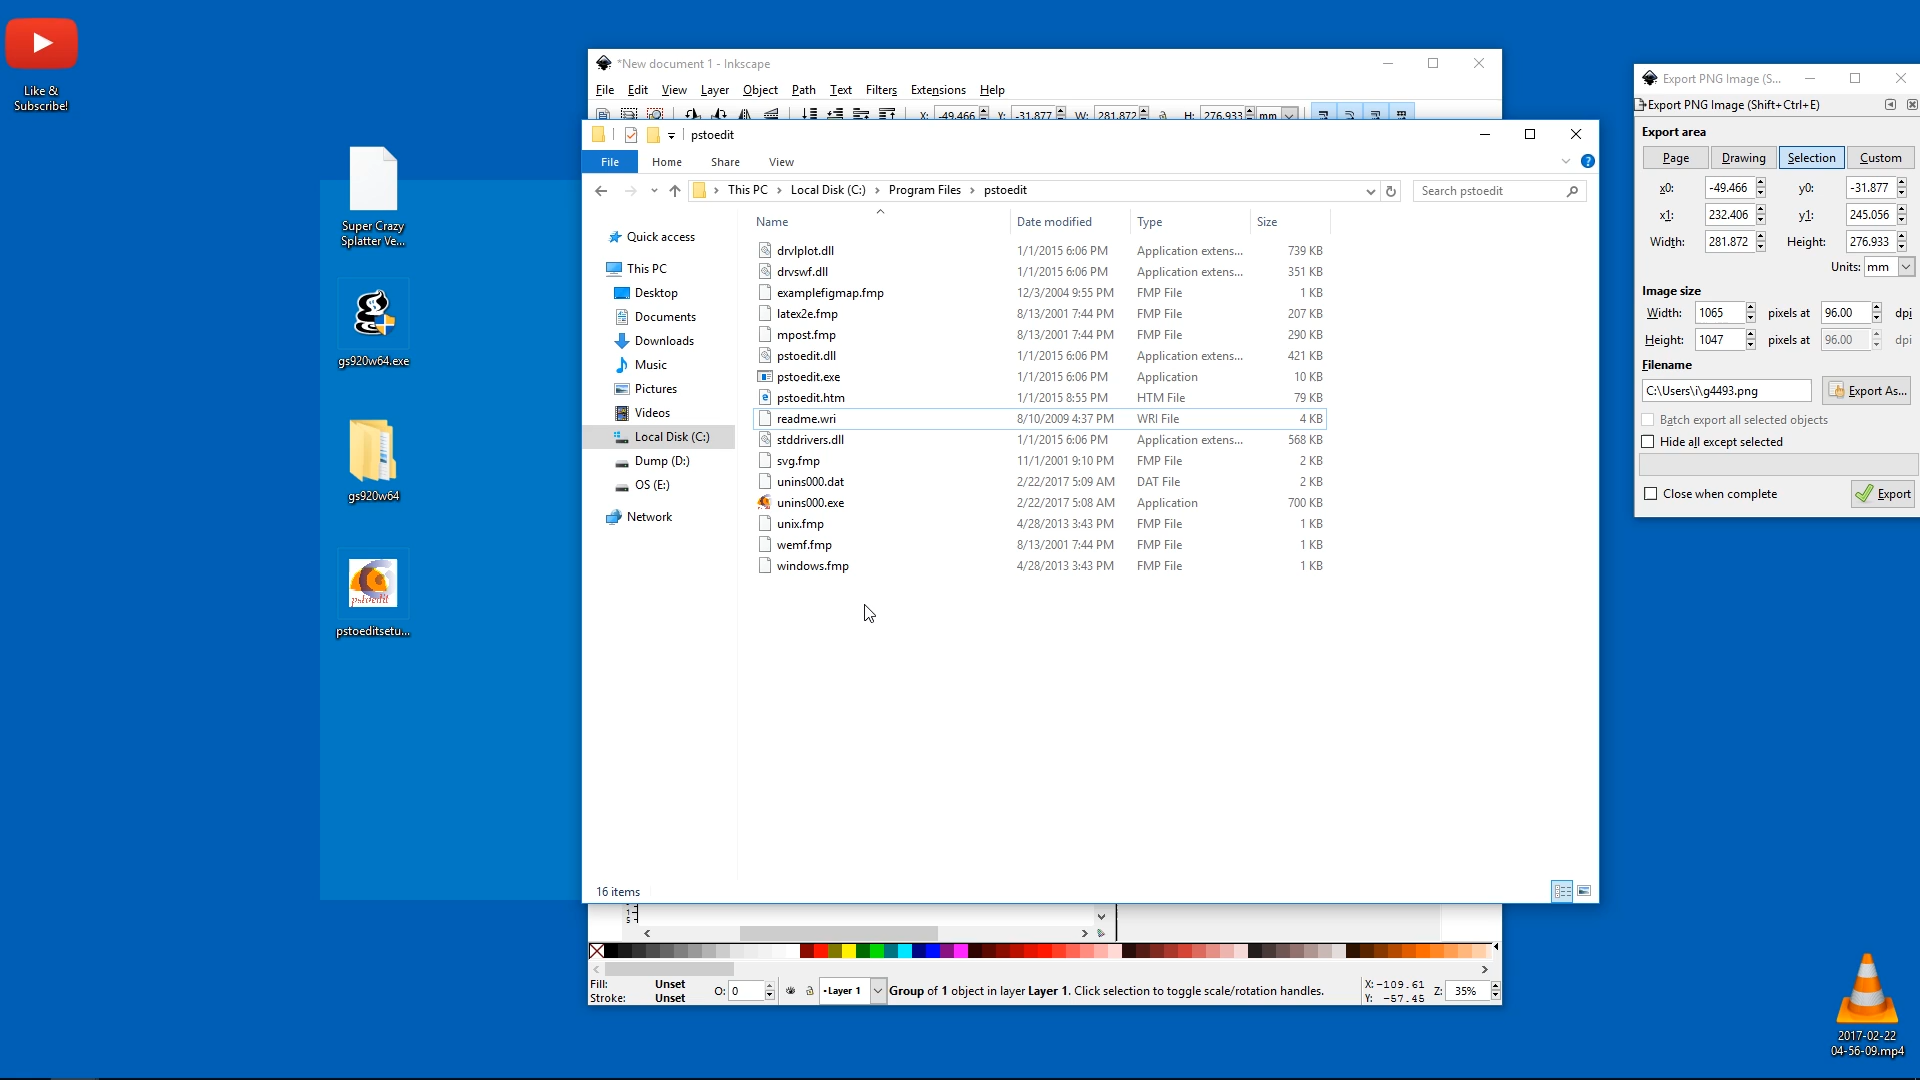 Like &
Subscribe!
Super Crazy
Splatter Ve...
gs920w64.exe
gs920w64
pstoedit
pstoeditsetu...
*New document 1 - Inkscape
File Edit View Layer Object Path Text Filters Extensions Help
X: -49.466 Y: -31.877 W: 281.872 H: 276.933 mm
pstoedit
File Home Share View
This PC > Local Disk (C:) > Program Files > pstoedit
Search pstoedit
Quick access
This PC
Desktop
Documents
Downloads
Music
Pictures
Videos
Local Disk (C:)
Dump (D:)
OS (E:)
Network
Name Date modified Type Size
drvlplot.dll 1/1/2015 6:06 PM Application extens... 739 KB
drvswf.dll 1/1/2015 6:06 PM Application extens... 351 KB
examplefigmap.fmp 12/3/2004 9:55 PM FMP File 1 KB
latex2e.fmp 8/13/2001 7:44 PM FMP File 207 KB
mpost.fmp 8/13/2001 7:44 PM FMP File 290 KB
pstoedit.dll 1/1/2015 6:06 PM Application extens... 421 KB
pstoedit.exe 1/1/2015 6:06 PM Application 10 KB
pstoedit.htm 1/1/2015 8:55 PM HTM File 79 KB
readme.wri 8/10/2009 4:37 PM WRI File 4 KB
stddrivers.dll 1/1/2015 6:06 PM Application extens... 568 KB
svg.fmp 11/1/2001 9:10 PM FMP File 2 KB
unins000.dat 2/22/2017 5:09 AM DAT File 2 KB
unins000.exe 2/22/2017 5:08 AM Application 700 KB
unix.fmp 4/28/2013 3:43 PM FMP File 1 KB
wemf.fmp 8/13/2001 7:44 PM FMP File 1 KB
windows.fmp 4/28/2013 3:43 PM FMP File 1 KB
16 items
Fill: Unset
Stroke: Unset
O: 0
•Layer 1
Group of 1 object in layer Layer 1. Click selection to toggle scale/rotation handles.
X: -109.61
Y: -57.45
Z: 35%
Export PNG Image (S...
Export PNG Image (Shift+Ctrl+E)
Export area
Page Drawing Selection Custom
x0: -49.466 y0: -31.877
x1: 232.406 y1: 245.056
Width: 281.872 Height: 276.933
Units: mm
Image size
Width: 1065 pixels at 96.00 dpi
Height: 1047 pixels at 96.00 dpi
Filename
C:\Users\i\g4493.png Export As...
Batch export all selected objects
Hide all except selected
Close when complete Export
2017-02-22
04-56-09.mp4